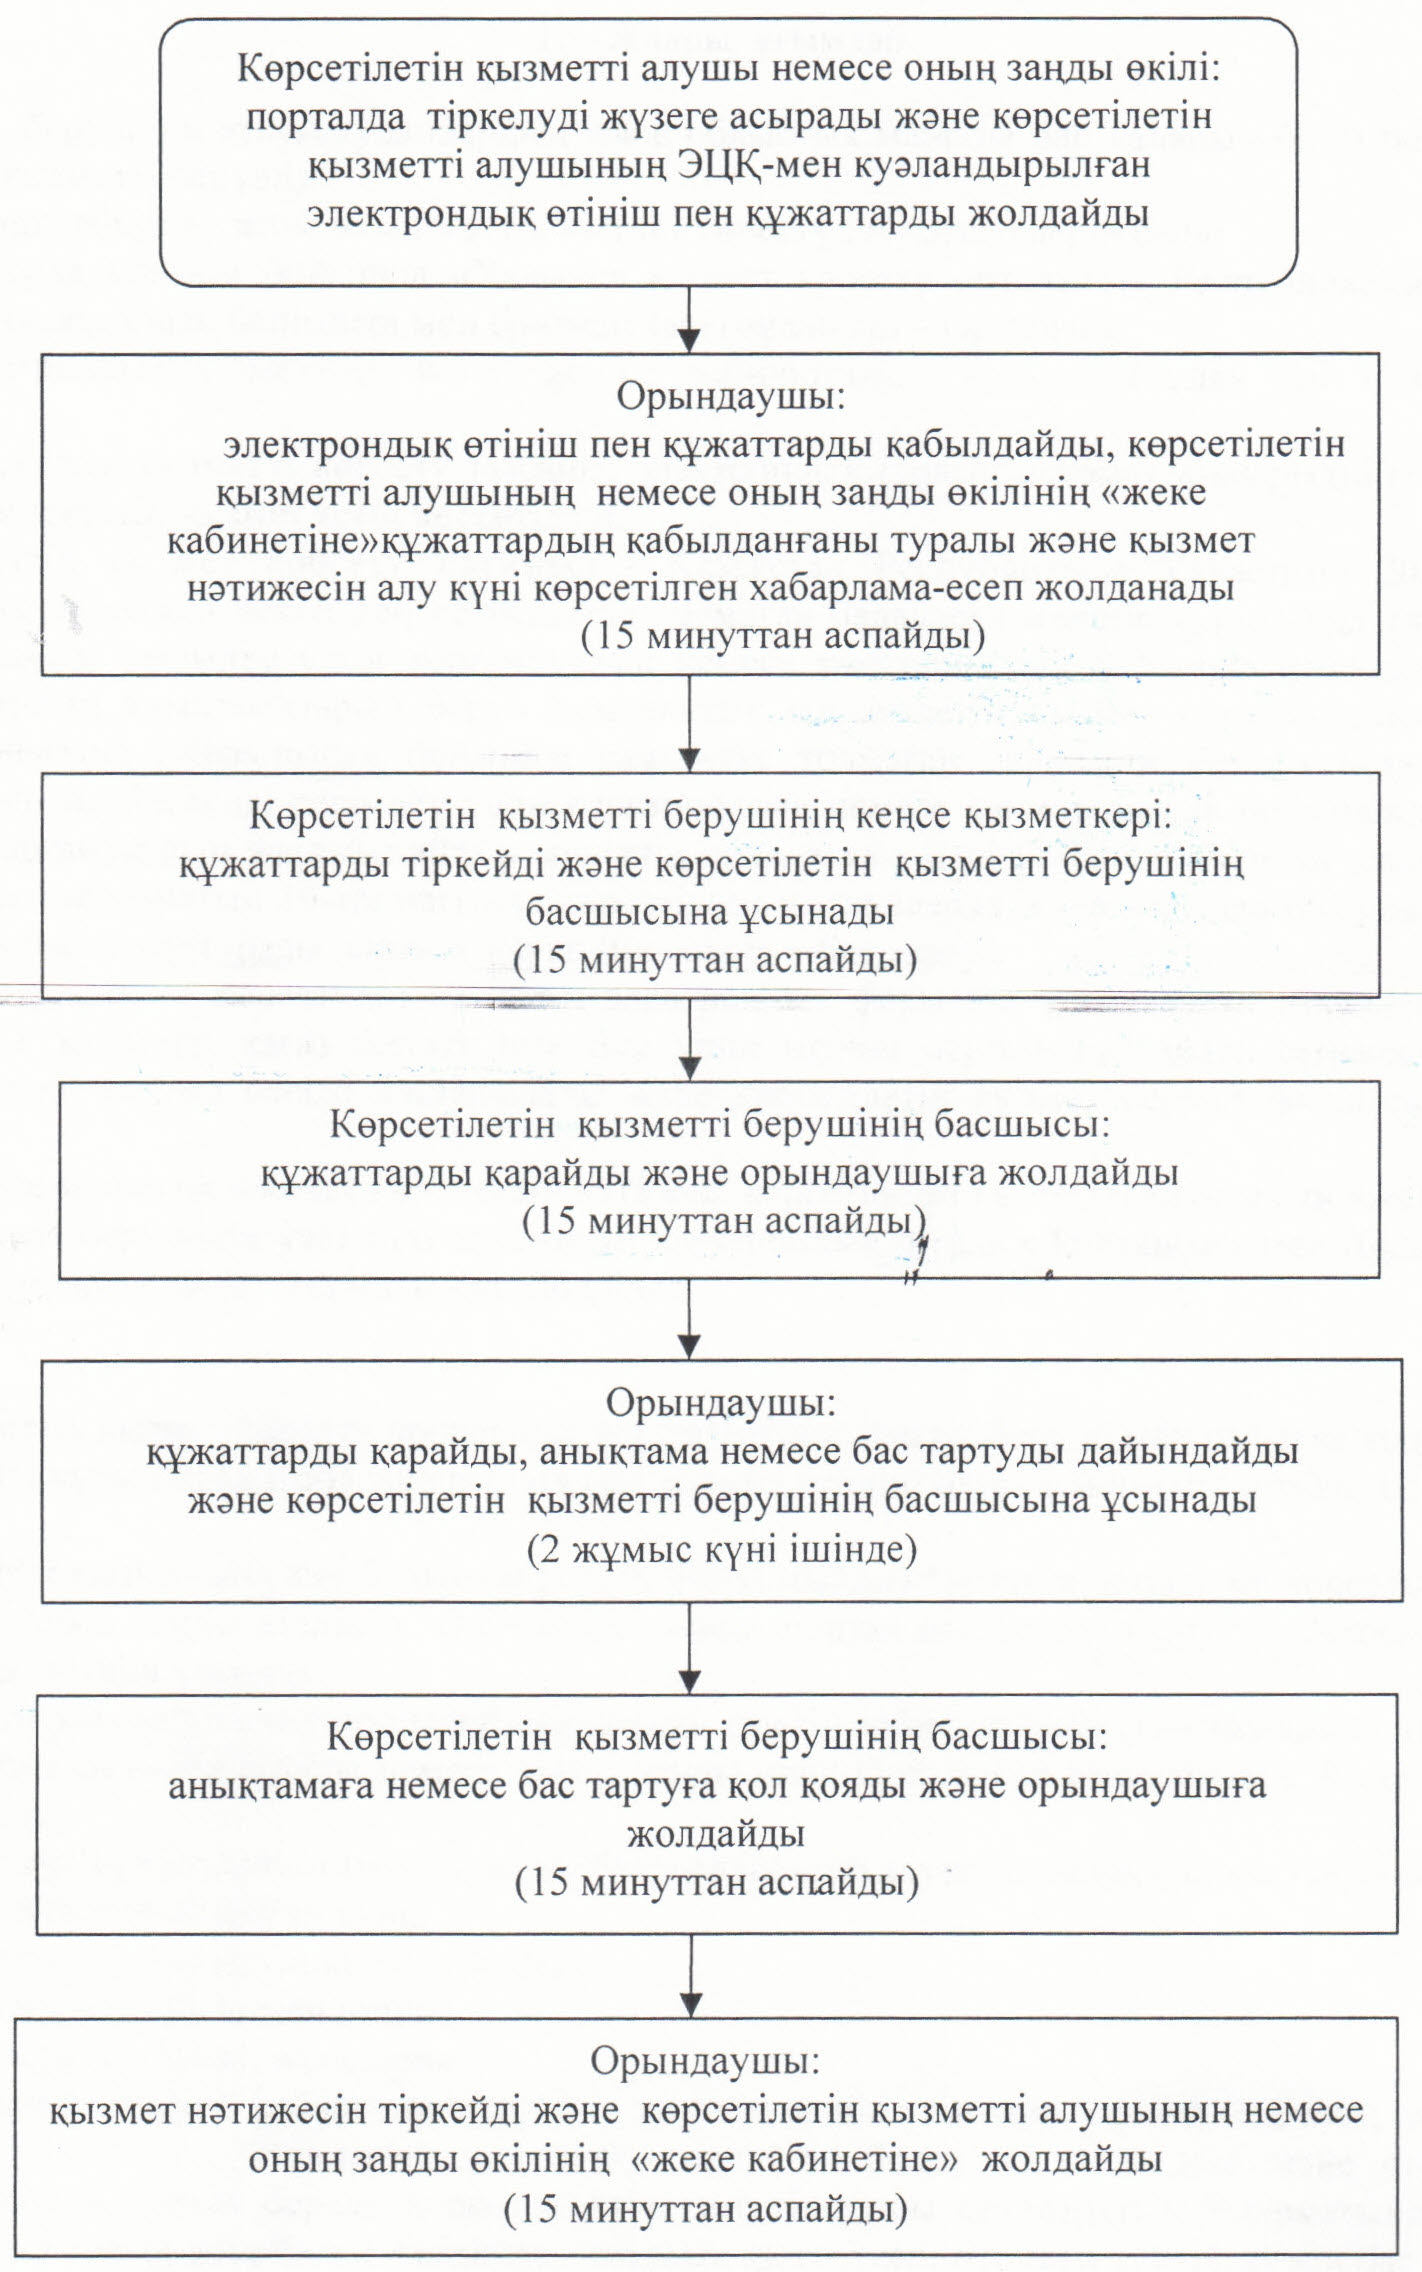 Көрсетілетін қызметті алушы немесе оның заңды өкілі:
порталда тіркелуді жүзеге асырады және көрсетілетін
қызметті алушының ЭЦҚ-мен куәландырылған
электрондық өтініш пен құжаттарды жолдайды
Орындаушы:
электрондық өтініш пен құжаттарды қабылдайды, көрсетілетін
қызметті алушының немесе оның заңды өкілінің «жеке
кабинетіне»құжаттардың қабылданғаны туралы және қызмет
нәтижесін алу күні көрсетілген хабарлама-есеп жолданады
(15 минуттан аспайды)
Көрсетілетін қызметті берушінің кеңсе қызметкері:
құжаттарды тіркейді және көрсетілетін қызметті берушінің
басшысына ұсынады
(15 минуттан аспайды)
Көрсетілетін қызметті берушінің басшысы:
құжаттарды қарайды және орындаушыға жолдайды
(15 минуттан аспайды)
Орындаушы:
құжаттарды қарайды, анықтама немесе бас тартуды дайындайды
және көрсетілетін қызметті берушінің басшысына ұсынады
(2 жұмыс күні ішінде)
Көрсетілетін қызметті берушінің басшысы:
анықтамаға немесе бас тартуға қол қояды және орындаушыға
жолдайды
(15 минуттан аспайды)
Орындаушы:
қызмет нәтижесін тіркейді және көрсетілетін қызметті алушының немесе
оның заңды өкілінің «жеке кабинетіне» жолдайды
(15 минуттан аспайды)